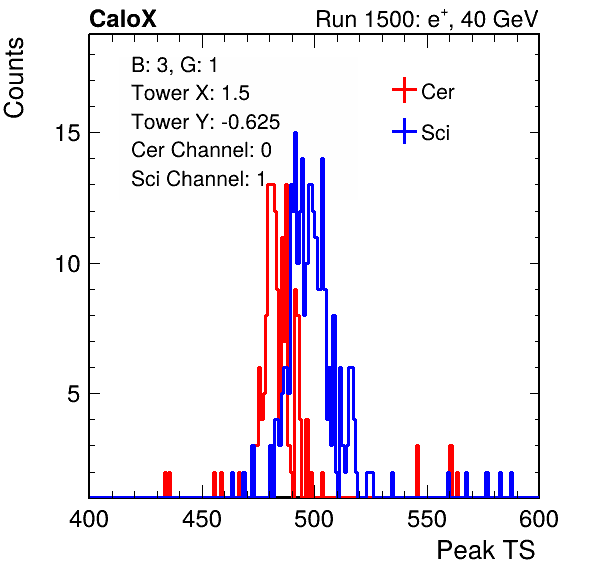 CaloX
Run 1500: e+, 40 GeV
Counts
B: 3, G: 1
Tower X: 1.5
Tower Y: -0.625
Cer Channel: 0
Sci Channel: 1
Cer
Sci
15
10
5
400 450 500 550 600
Peak TS